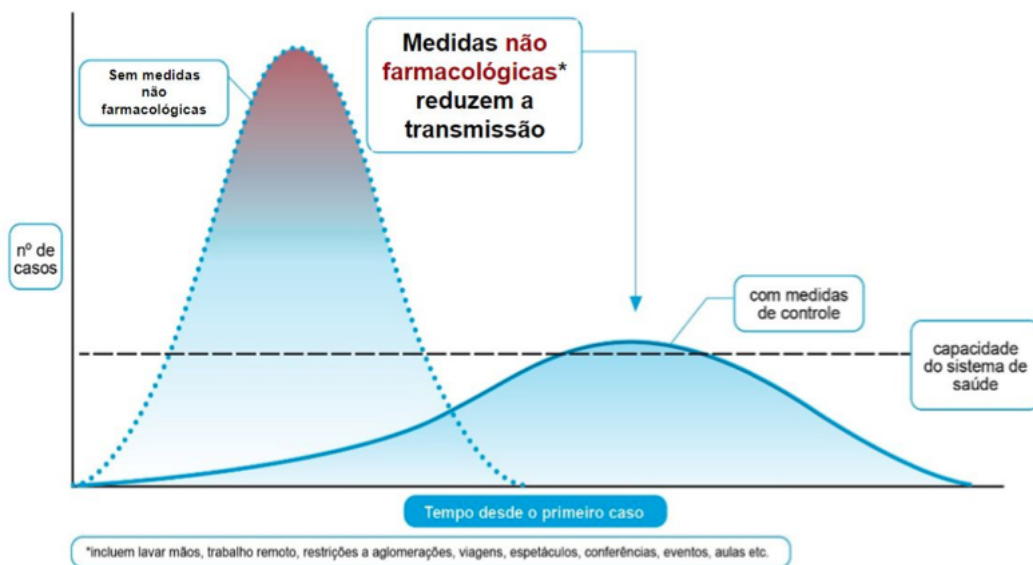 Sem medidas
não
farmacológicas
Medidas não
farmacológicas*
reduzem a
transmissão
nº de
casos
com medidas
de controle
capacidade
do sistema de
saúde
Tempo desde o primeiro caso
*incluem lavar mãos, trabalho remoto, restrições a aglomerações, viagens, espetáculos, conferências, eventos, aulas etc.